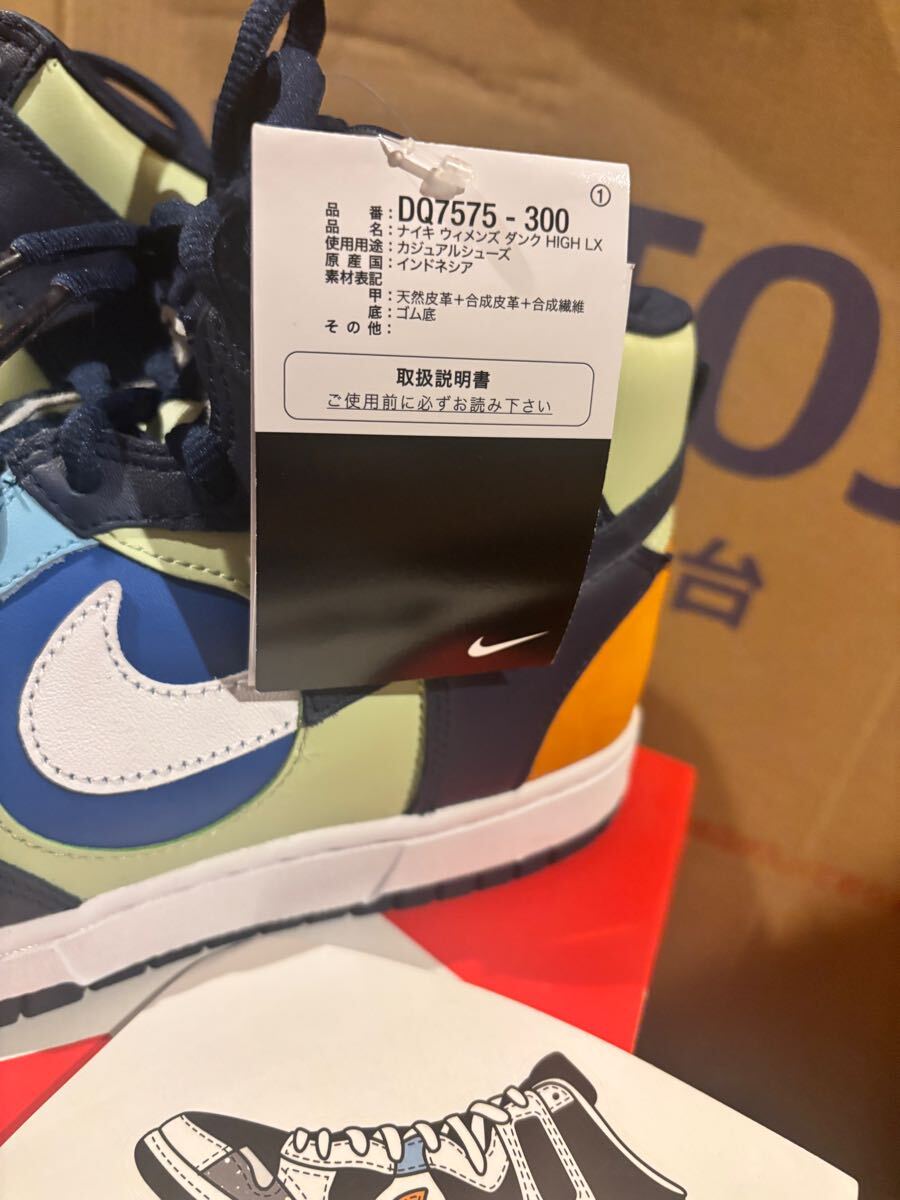 ①
品 番：DQ7575 - 300
品 名：ナイキ ウィメンズ ダンク HIGH LX
使用用途：カジュアルシューズ
原 産 国：インドネシア
素材表記
甲：天然皮革＋合成皮革＋合成繊維
底：ゴム底
そ の 他：
取扱説明書
ご使用前に必ずお読み下さい
台